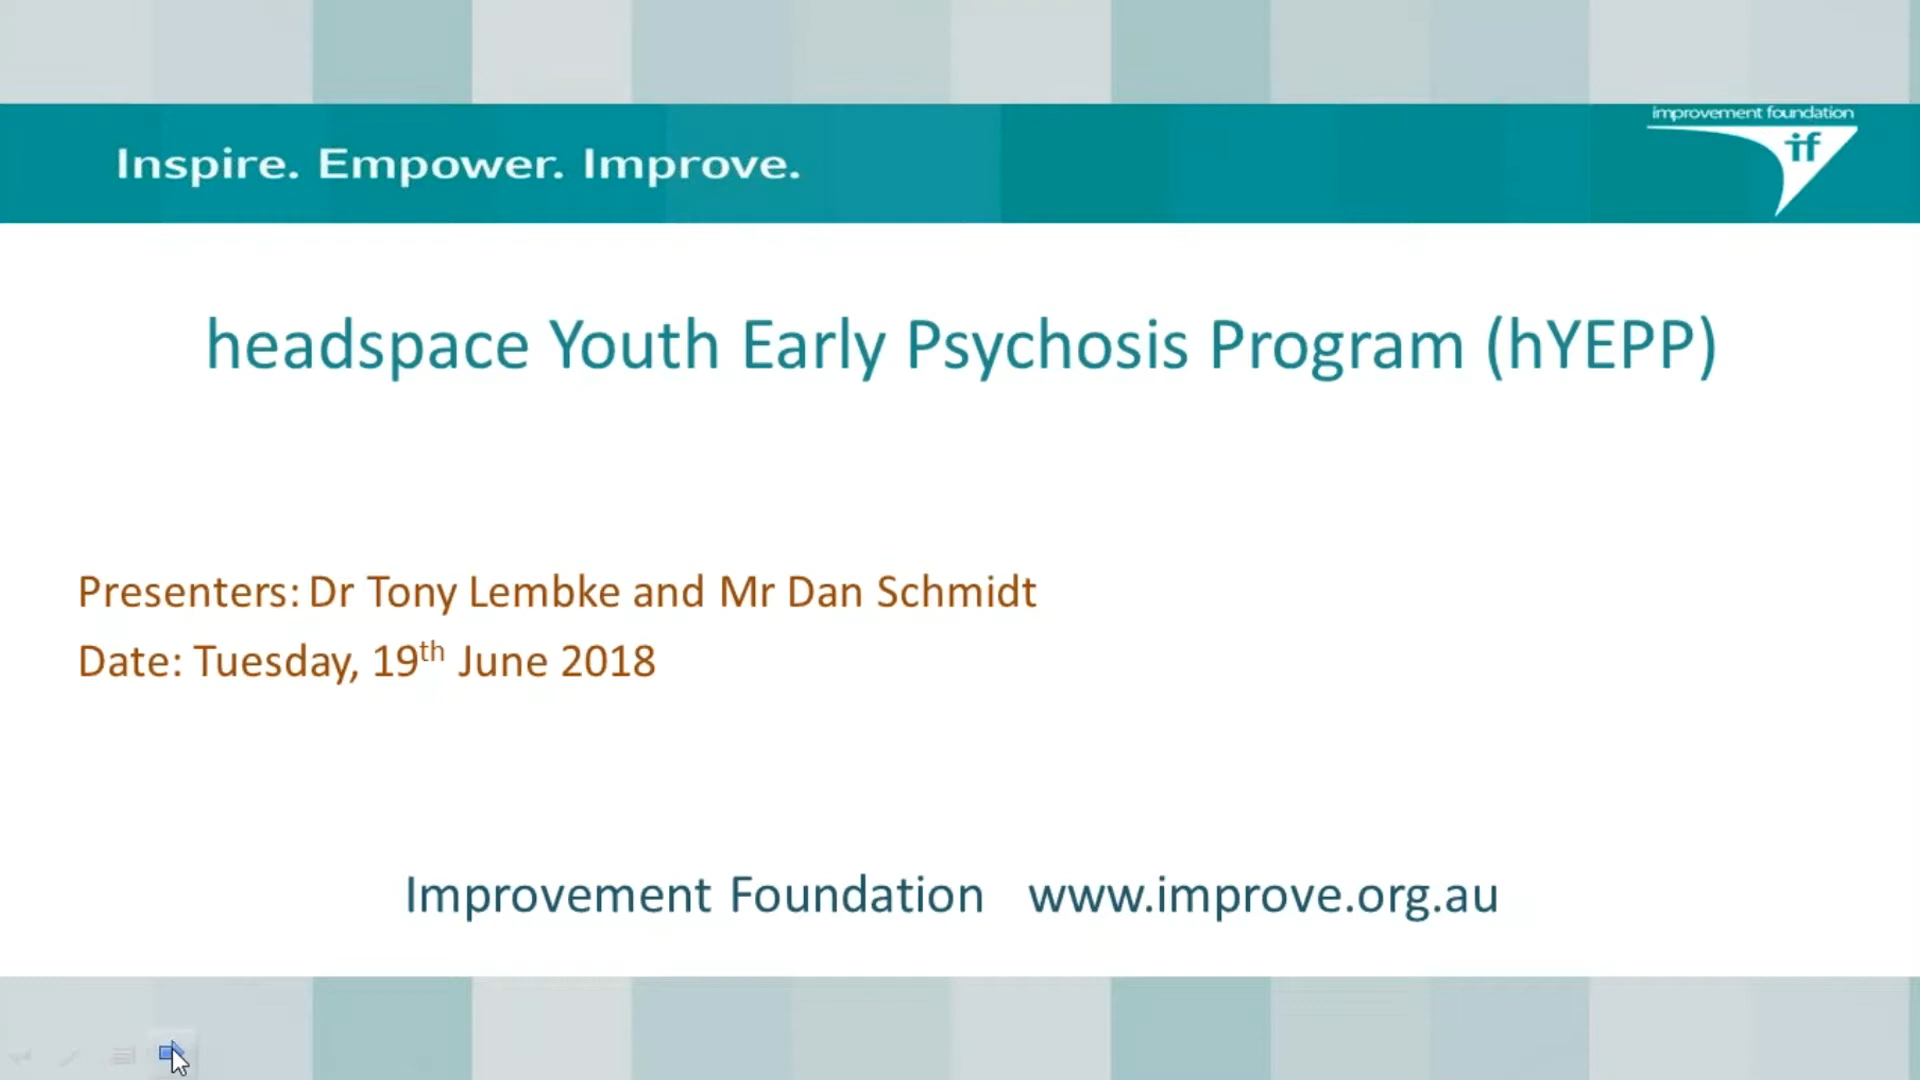 improvement foundation
if
Inspire. Empower. Improve.
headspace Youth Early Psychosis Program (hYEPP)
Presenters: Dr Tony Lembke and Mr Dan Schmidt
Date: Tuesday, 19th June 2018
Improvement Foundation www.improve.org.au